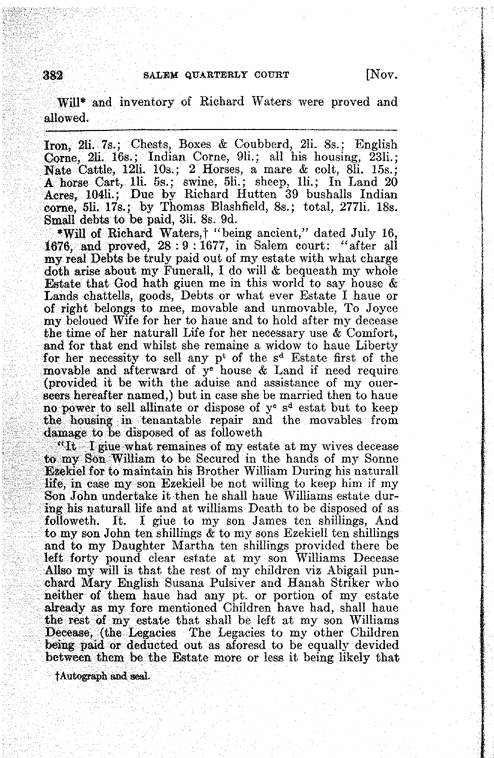 382 SALEM QUARTERLY COURT [Nov.
Will* and inventory of Richard Waters were proved and
allowed.
Iron, 2li. 7s.; Chests, Boxes & Coubberd, 2li. 8s.; English
Corne, 2li. 16s.; Indian Corne, 9li.; all his housing, 23li.;
Nate Cattle, 12li. 10s.; 2 Horses, a mare & colt, 8li. 15s.;
A horse Cart, 1li. 5s.; swine, 5li.; sheep, 1li.; In Land 20
Acres, 104li.; Due by Richard Hutten 39 bushalls Indian
corne, 5li. 17s.; by Thomas Blashfield, 8s.; total, 277li. 18s.
Small debts to be paid, 3li. 8s. 9d.
*Will of Richard Waters,† "being ancient," dated July 16,
1676, and proved, 28 : 9 : 1677, in Salem court: "after all
my real Debts be truly paid out of my estate with what charge
doth arise about my Funerall, I do will & bequeath my whole
Estate that God hath giuen me in this world to say house &
Lands chattells, goods, Debts or what ever Estate I haue or
of right belongs to mee, movable and unmovable, To Joyce
my beloued Wife for her to haue and to hold after my decease
the time of her natural Life for her necessary use & Comfort,
and for that end whilst she remaine a widow to haue Liberty
for her necessity to sell any pt of the sd Estate first of the
movable and afterward of ye house & Land if need require
(provided it be with the aduise and assistance of my ouer-
seers hereafter named,) but in case she be married then to haue
no power to sell allinate or dispose of ye sd estat but to keep
the housing in tenantable repair and the movables from
damage to be disposed of as followeth
"It I giue what remaines of my estate at my wives decease
to my Son William to be Secured in the hands of my Sonne
Ezekiel for to maintain his Brother William During his naturall
life, in case my son Ezekiell be not willing to keep him if my
Son John undertake it then he shall haue Williams estate dur-
ing his naturall life and at williams Death to be disposed of as
followeth. It. I giue to my son James ten shillings, And
to my son John ten shillings & to my sons Ezekiell ten shillings
and to my Daughter Martha ten shillings provided there be
left forty pound clear estate at my son Williams Decease
Allso my will is that the rest of my children viz Abigail pun-
chard Mary English Susana Pulsiver and Hanah Striker who
neither of them haue had any pt. or portion of my estate
already as my fore mentioned Children have had, shall haue
the rest of my estate that shall be left at my son Williams
Decease, (the Legacies The Legacies to my other Children
being paid or deducted out as aforesd to be equally devided
between them be the Estate more or less it being likely that
†Autograph and seal.